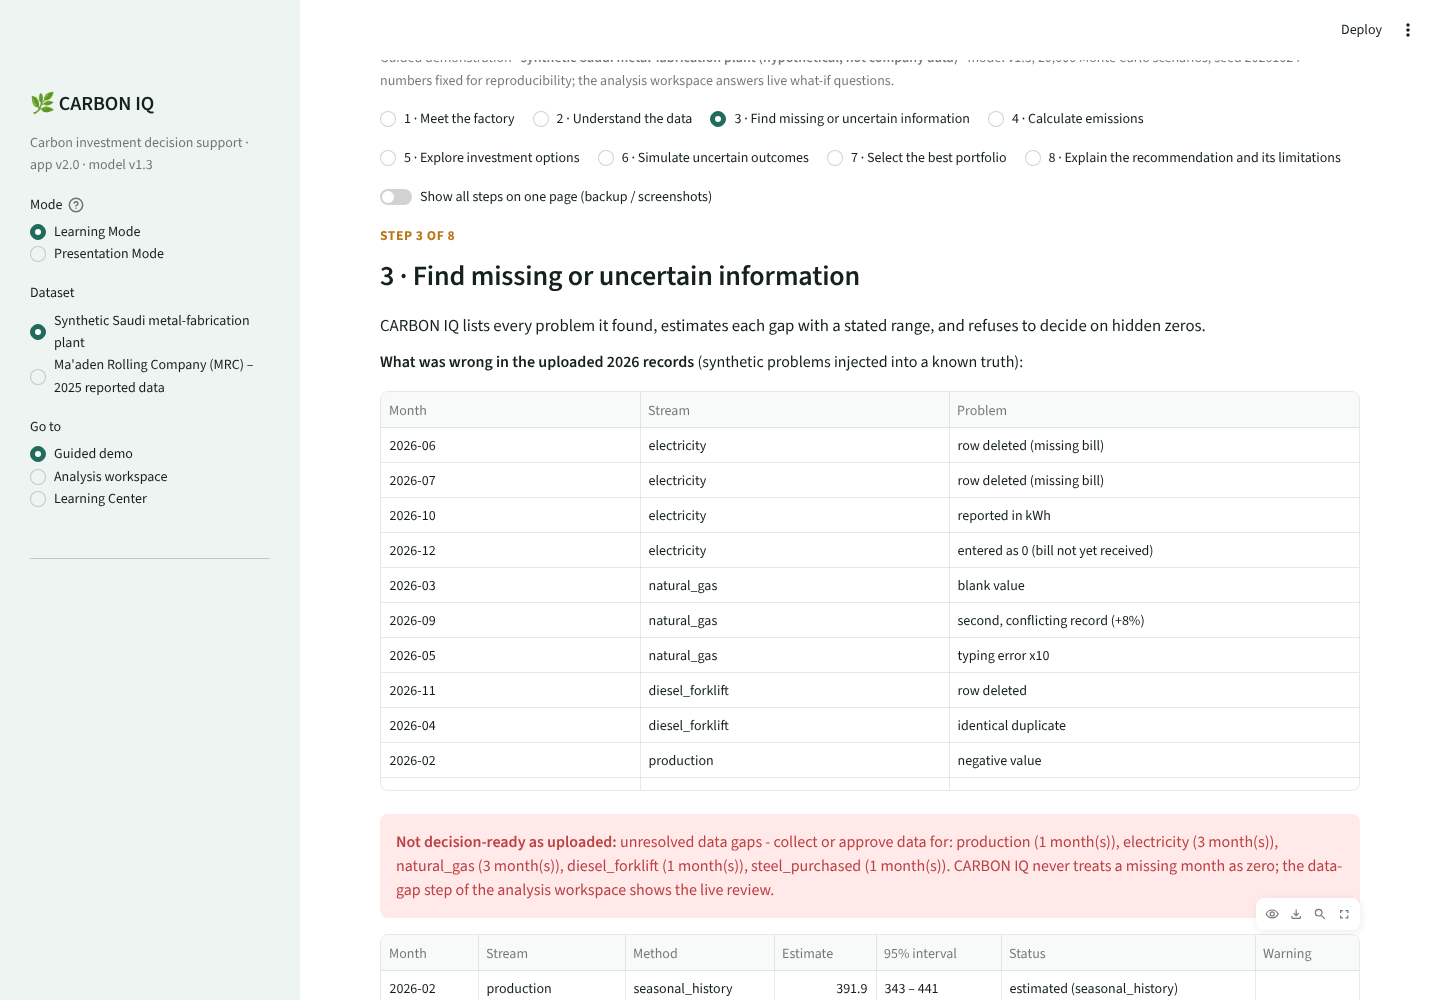 Deploy
🌿 CARBON IQ
Carbon investment decision support ·
app v2.0 · model v1.3
Mode
Learning Mode
Presentation Mode
Dataset
Synthetic Saudi metal-fabrication
plant
Ma'aden Rolling Company (MRC) –
2025 reported data
Go to
Guided demo
Analysis workspace
Learning Center
numbers fixed for reproducibility; the analysis workspace answers live what-if questions.
1 · Meet the factory
2 · Understand the data
3 · Find missing or uncertain information
4 · Calculate emissions
5 · Explore investment options
6 · Simulate uncertain outcomes
7 · Select the best portfolio
8 · Explain the recommendation and its limitations
Show all steps on one page (backup / screenshots)
STEP 3 OF 8
3 · Find missing or uncertain information
CARBON IQ lists every problem it found, estimates each gap with a stated range, and refuses to decide on hidden zeros.
What was wrong in the uploaded 2026 records (synthetic problems injected into a known truth):
Month Stream Problem
2026-06 electricity row deleted (missing bill)
2026-07 electricity row deleted (missing bill)
2026-10 electricity reported in kWh
2026-12 electricity entered as 0 (bill not yet received)
2026-03 natural_gas blank value
2026-09 natural_gas second, conflicting record (+8%)
2026-05 natural_gas typing error x10
2026-11 diesel_forklift row deleted
2026-04 diesel_forklift identical duplicate
2026-02 production negative value
Not decision-ready as uploaded: unresolved data gaps - collect or approve data for: production (1 month(s)), electricity (3 month(s)),
natural_gas (3 month(s)), diesel_forklift (1 month(s)), steel_purchased (1 month(s)). CARBON IQ never treats a missing month as zero; the data-
gap step of the analysis workspace shows the live review.
Month Stream Method Estimate 95% interval Status Warning
2026-02 production seasonal_history 391.9 343 – 441 estimated (seasonal_history)